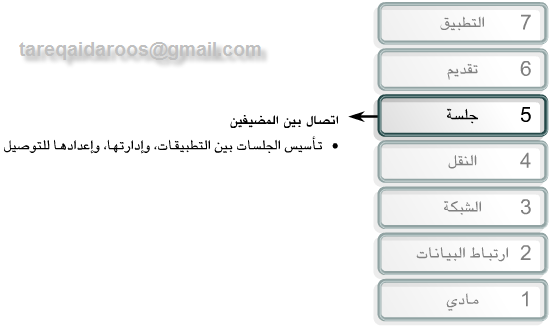 tareqaidaroos@gmail.com
7 التطبيق
6 تقديم
5 جلسة
اتصال بين المضيفين
• تأسيس الجلسات بين التطبيقات، وإدارتها، وإعدادها للتوصيل
4 النقل
3 الشبكة
2 ارتباط البيانات
1 مادي